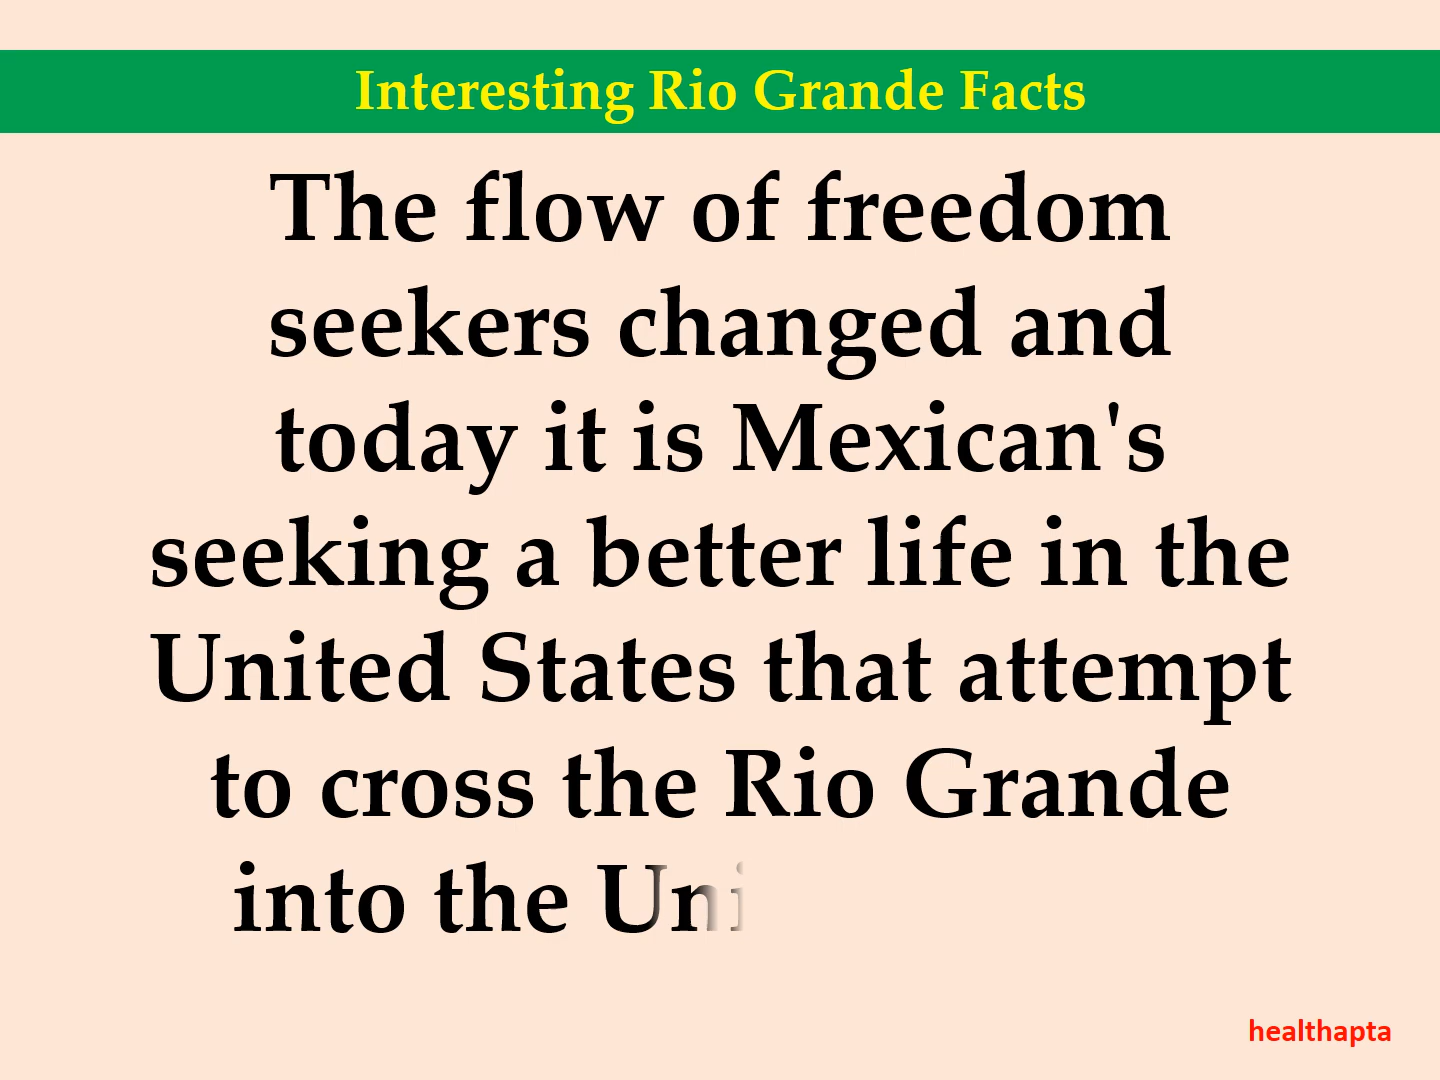 Interesting Rio Grande Facts
The flow of freedom
seekers changed and
today it is Mexican's
seeking a better life in the
United States that attempt
to cross the Rio Grande
into the Uni
healthapta